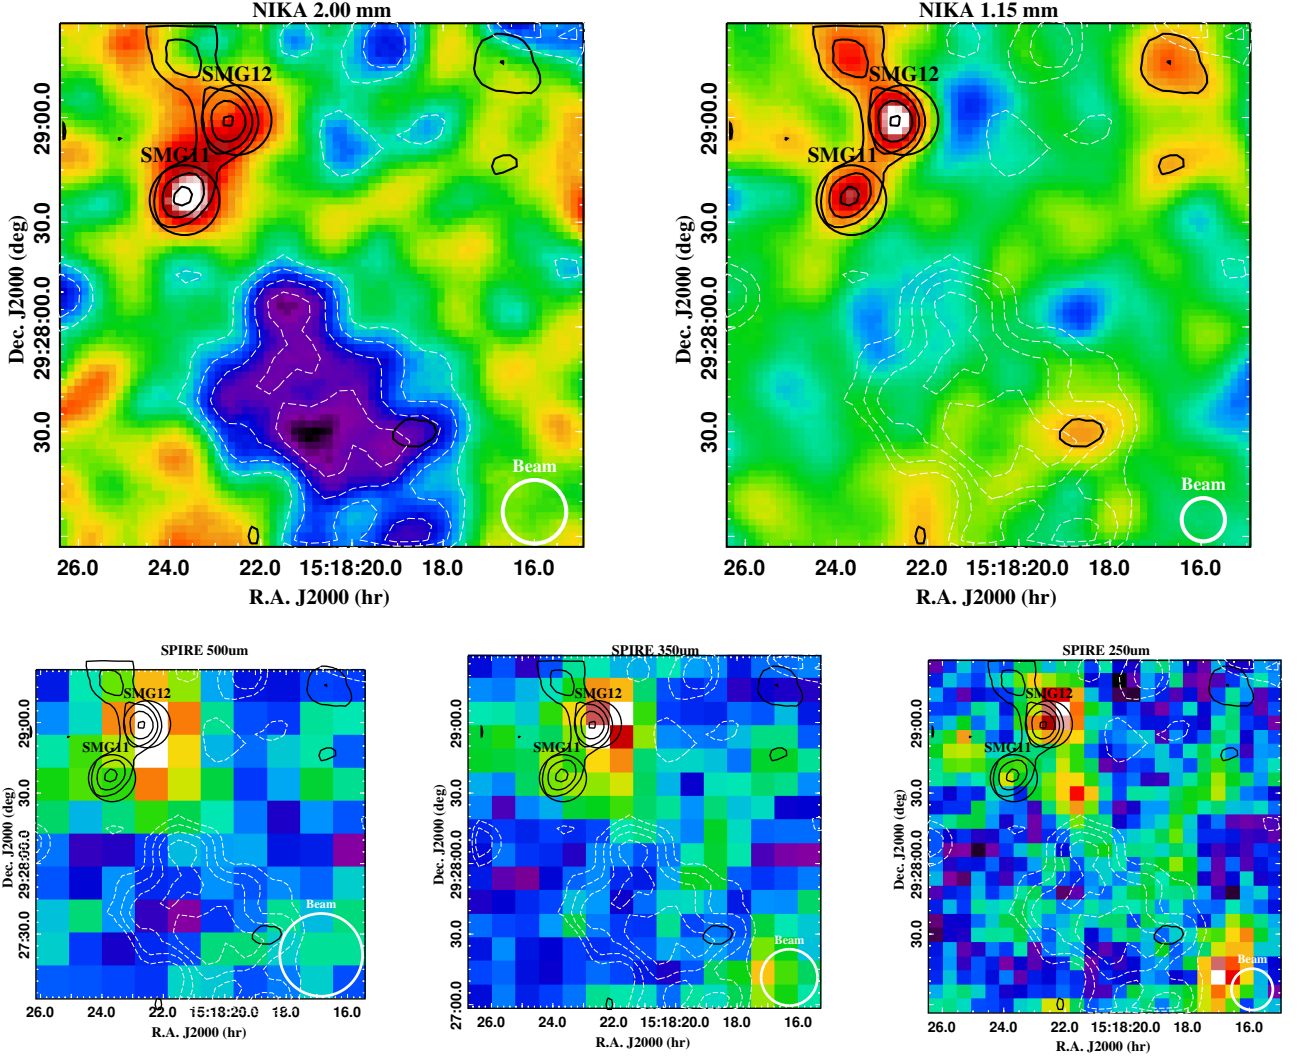 NIKA 2.00 mm
SMG12
SMG11
Beam
29:00.0
30.0
29:28:00.0
30.0
Dec. J2000 (deg)
26.0 24.0 22.0 15:18:20.0 18.0 16.0
R.A. J2000 (hr)
NIKA 1.15 mm
SMG12
SMG11
Beam
29:00.0
30.0
29:28:00.0
30.0
Dec. J2000 (deg)
26.0 24.0 22.0 15:18:20.0 18.0 16.0
R.A. J2000 (hr)
SPIRE 500um
SMG12
SMG11
Beam
29:00.0
30.0
29:28:00.0
27:30.0
Dec. J2000 (deg)
26.0 24.0 22.0 15:18:20.0 18.0 16.0
R.A. J2000 (hr)
SPIRE 350um
SMG12
SMG11
Beam
29:00.0
30.0
29:28:00.0
30.0
27:00.0
Dec. J2000 (deg)
26.0 24.0 22.0 15:18:20.0 18.0 16.0
R.A. J2000 (hr)
SPIRE 250um
SMG12
SMG11
Beam
29:00.0
30.0
29:28:00.0
30.0
Dec. J2000 (deg)
26.0 24.0 22.0 15:18:20.0 18.0 16.0
R.A. J2000 (hr)